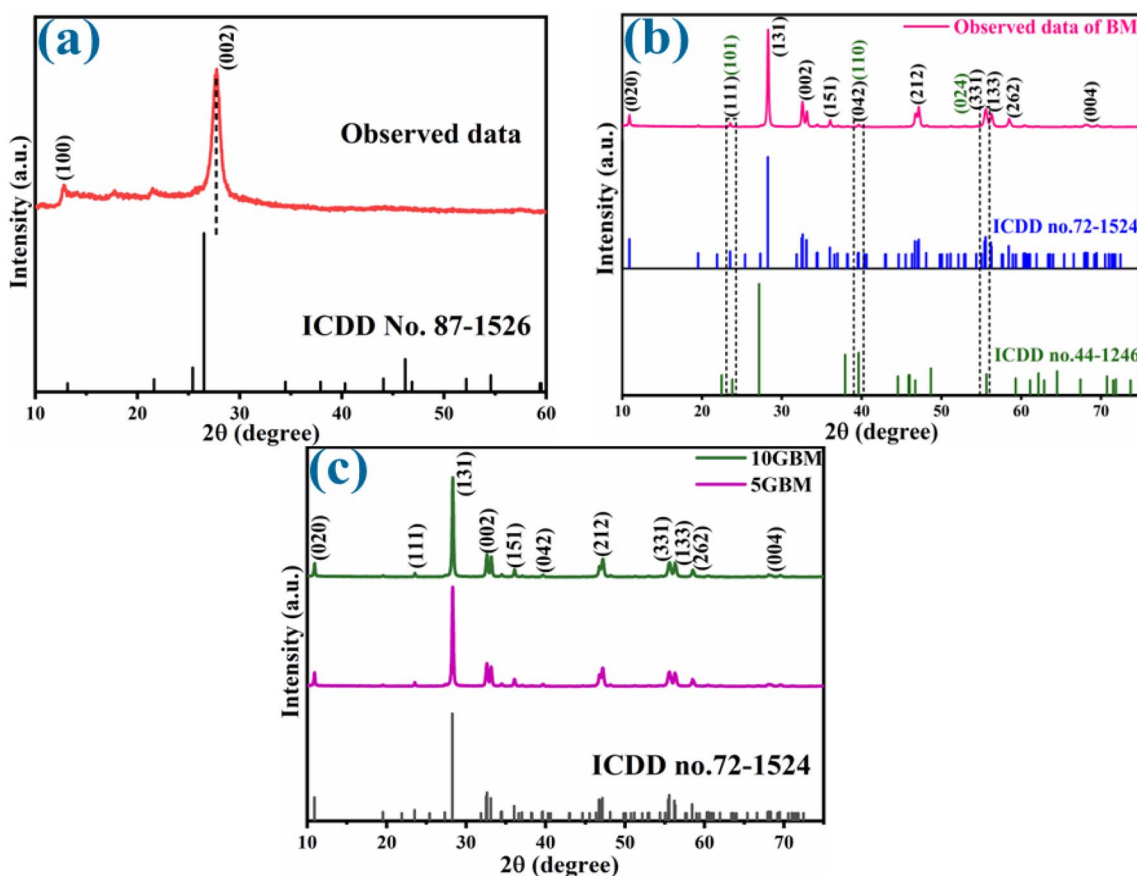 (a)
(002)
(100)
Observed data
ICDD No. 87-1526
Intensity (a.u.)
10 20 30 40 50 60
2θ (degree)
(b)
Observed data of BM
(020)
(111)(101)
(131)
(002)
(151)
(042)(110)
(212)
(024)
(331)
(133)
(262)
(004)
ICDD no.72-1524
ICDD no.44-1246
Intensity (a.u.)
10 20 30 40 50 60 70
2θ (degree)
(c)
10GBM
5GBM
(020)
(111)
(131)
(002)
(151)
(042)
(212)
(331)
(133)
(262)
(004)
ICDD no.72-1524
Intensity (a.u.)
10 20 30 40 50 60 70
2θ (degree)